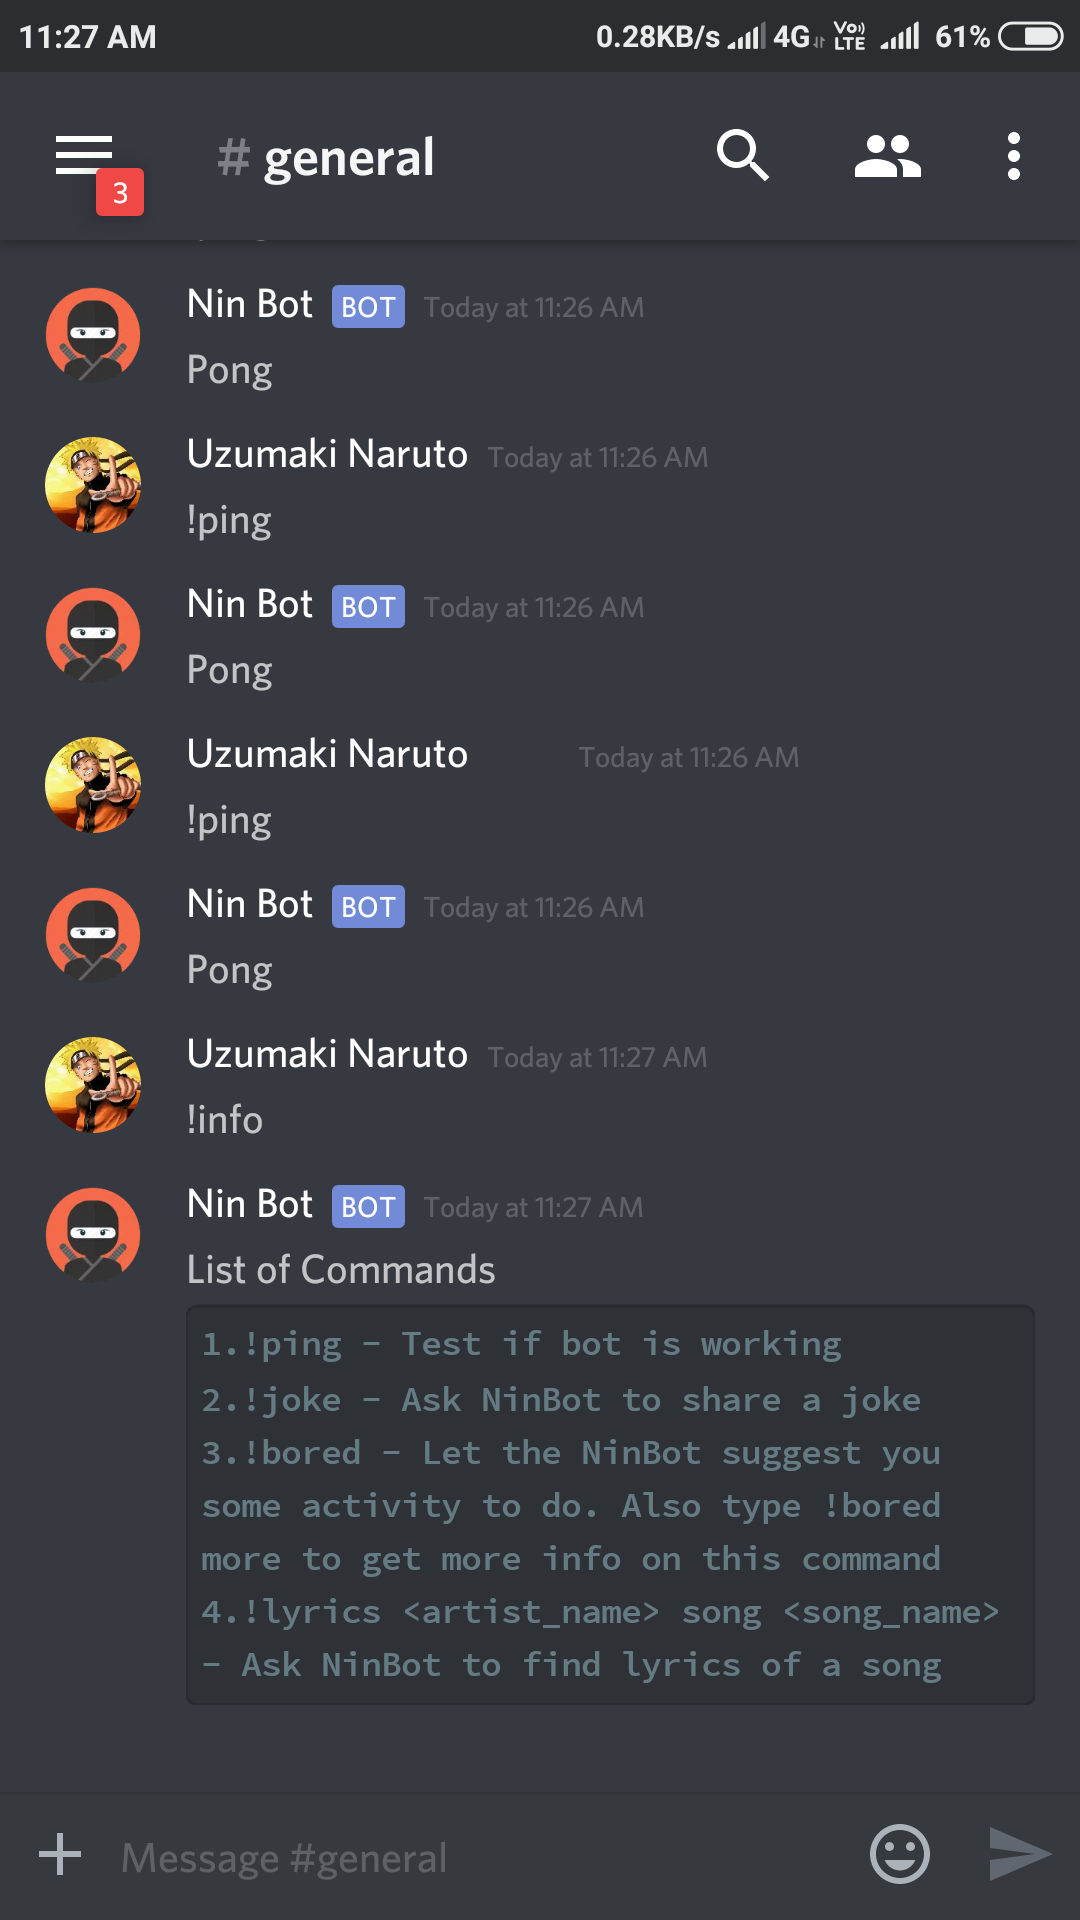 11:27 AM 0.28KB/s 4G VoLTE 61%
3
# general
Nin Bot BOT Today at 11:26 AM
Pong
Uzumaki Naruto Today at 11:26 AM
!ping
Nin Bot BOT Today at 11:26 AM
Pong
Uzumaki Naruto Today at 11:26 AM
!ping
Nin Bot BOT Today at 11:26 AM
Pong
Uzumaki Naruto Today at 11:27 AM
!info
Nin Bot BOT Today at 11:27 AM
List of Commands
1.!ping - Test if bot is working
2.!joke - Ask NinBot to share a joke
3.!bored - Let the NinBot suggest you
some activity to do. Also type !bored
more to get more info on this command
4.!lyrics <artist_name> song <song_name>
- Ask NinBot to find lyrics of a song
Message #general